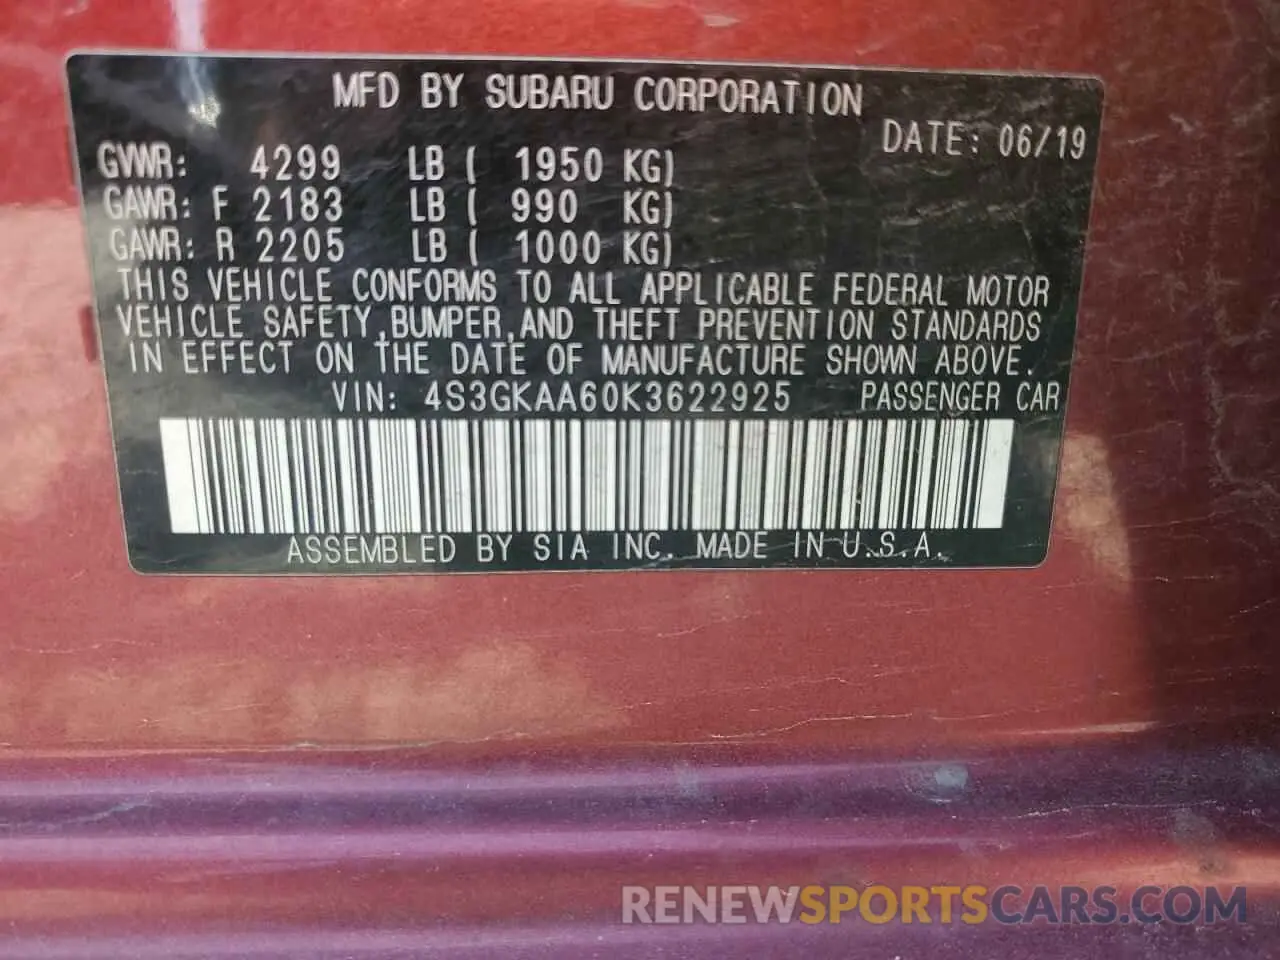 MFD BY SUBARU CORPORATION
DATE: 06/19
GVWR: 4299 LB ( 1950 KG)
GAWR: F 2183 LB ( 990 KG)
GAWR: R 2205 LB ( 1000 KG)
THIS VEHICLE CONFORMS TO ALL APPLICABLE FEDERAL MOTOR
VEHICLE SAFETY,BUMPER,AND THEFT PREVENTION STANDARDS
IN EFFECT ON THE DATE OF MANUFACTURE SHOWN ABOVE.
VIN: 4S3GKAA60K3622925 PASSENGER CAR
ASSEMBLED BY SIA INC. MADE IN U.S.A.
RENEWSPORTSCARS.COM